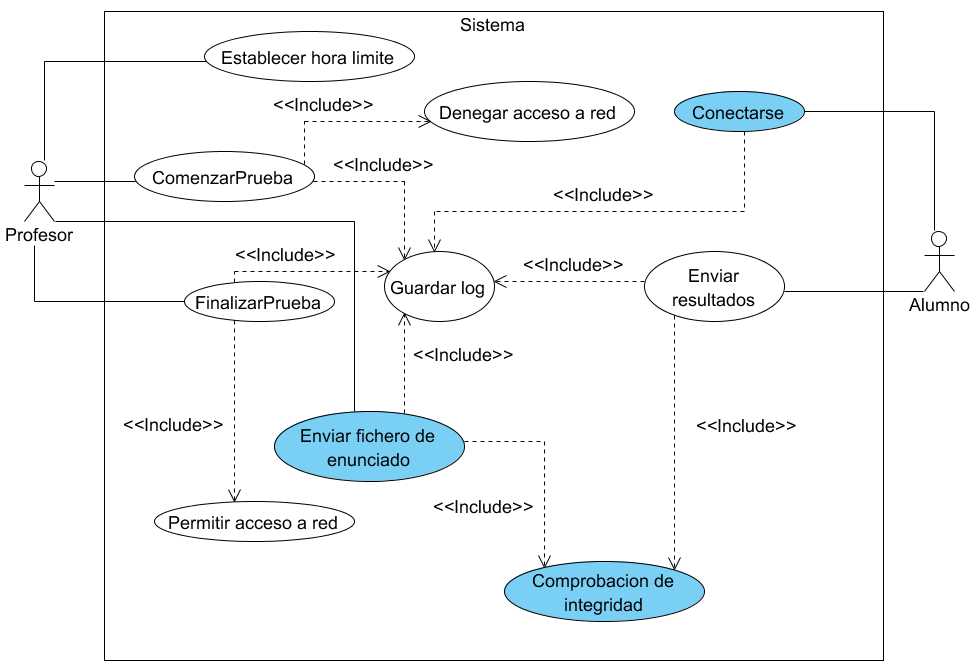 Sistema
Establecer hora limite
<<Include>>
Denegar acceso a red
Conectarse
ComenzarPrueba
<<Include>>
<<Include>>
Profesor
<<Include>>
<<Include>>
Guardar log
Enviar
resultados
FinalizarPrueba
Alumno
<<Include>>
<<Include>>
<<Include>>
Enviar fichero de
enunciado
<<Include>>
Permitir acceso a red
Comprobacion de
integridad